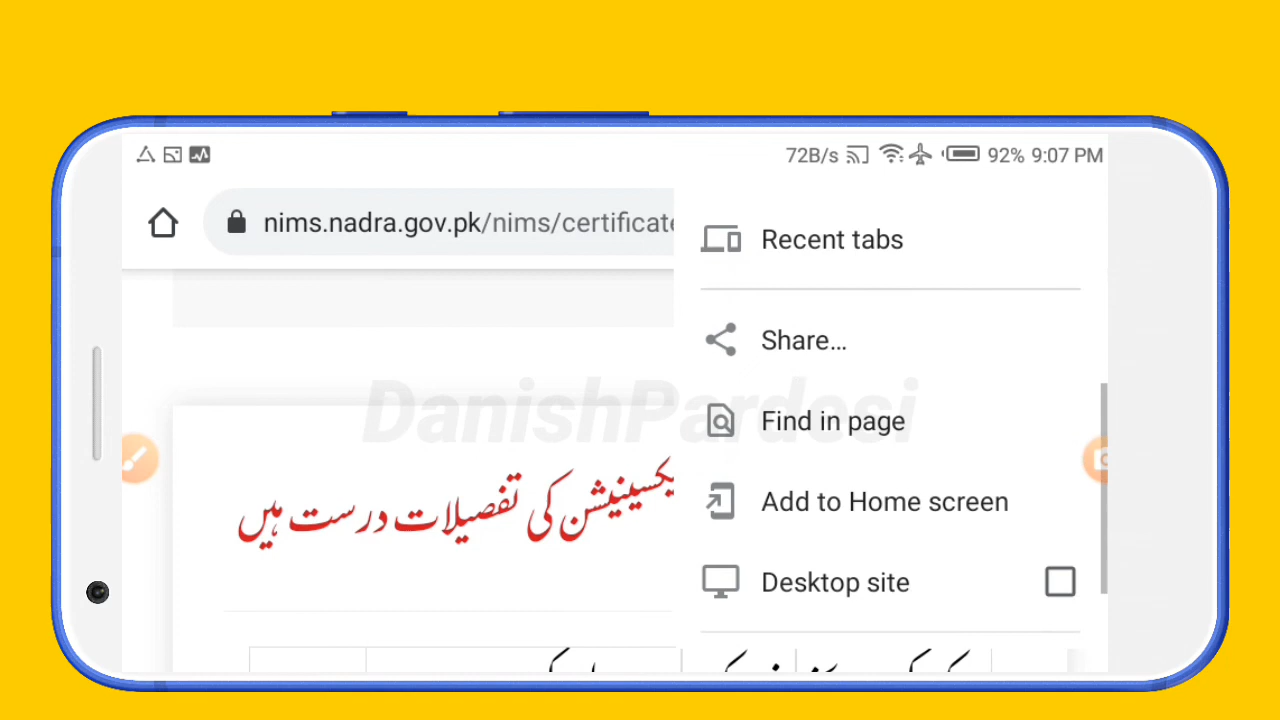 72B/s 92% 9:07 PM
nims.nadra.gov.pk/nims/certificate
Recent tabs
Share...
Find in page
Add to Home screen
Desktop site
DanishPardesi
کی تفصیلات درست ہیں